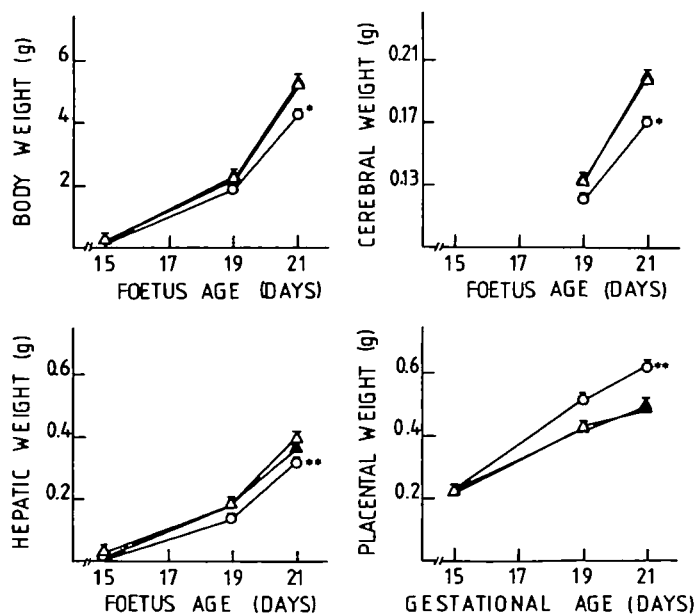 BODY WEIGHT (g)
6
4
2
*
15 17 19 21
FOETUS AGE (DAYS)
CEREBRAL WEIGHT (g)
0.21
0.17
0.13
*
15 17 19 21
FOETUS AGE (DAYS)
HEPATIC WEIGHT (g)
0.6
0.4
0.2
**
15 17 19 21
FOETUS AGE (DAYS)
PLACENTAL WEIGHT (g)
0.6
0.4
0.2
**
15 17 19 21
GESTATIONAL AGE (DAYS)